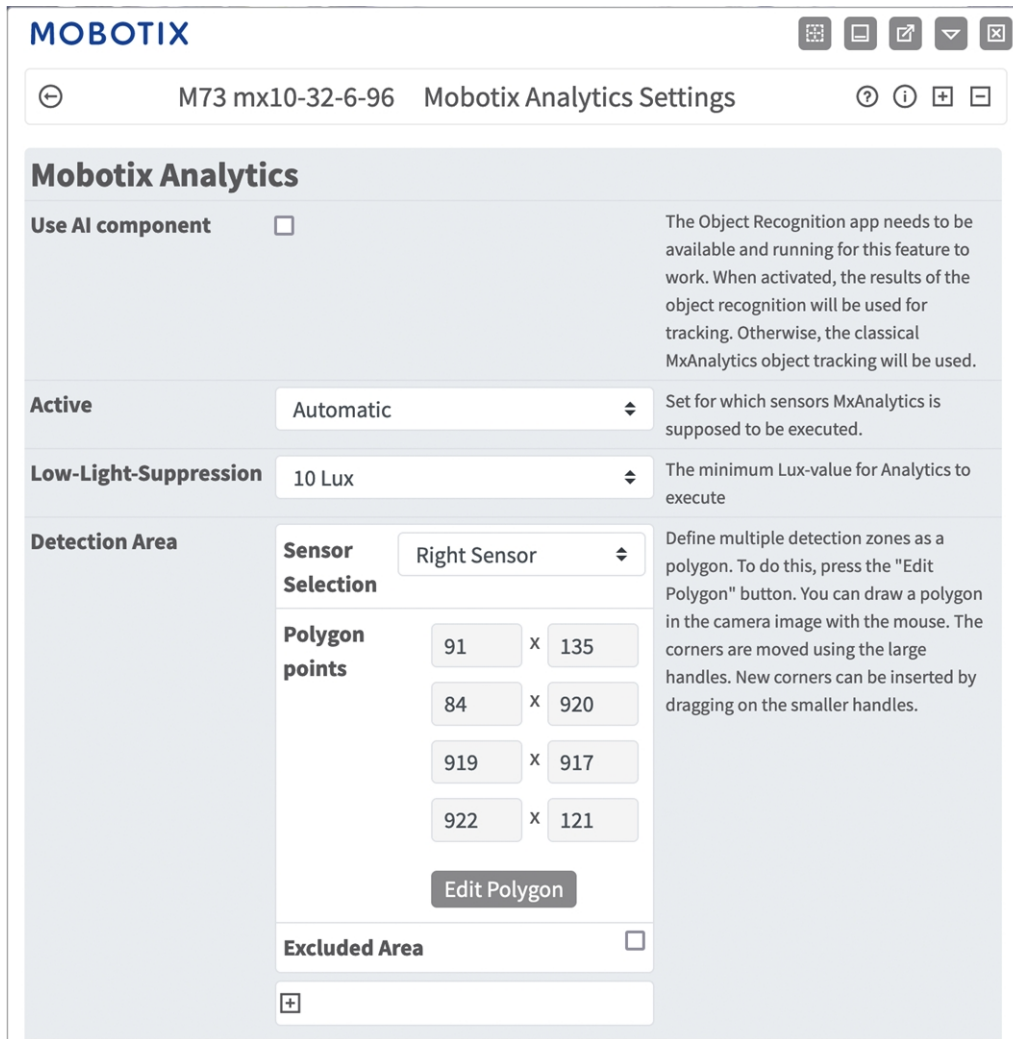 MOBOTIX
M73 mx10-32-6-96 Mobotix Analytics Settings
Mobotix Analytics
Use AI component
The Object Recognition app needs to be
available and running for this feature to
work. When activated, the results of the
object recognition will be used for
tracking. Otherwise, the classical
MxAnalytics object tracking will be used.
Active
Automatic
Set for which sensors MxAnalytics is
supposed to be executed.
Low-Light-Suppression
10 Lux
The minimum Lux-value for Analytics to
execute
Detection Area
Sensor
Selection
Right Sensor
Define multiple detection zones as a
polygon. To do this, press the "Edit
Polygon" button. You can draw a polygon
in the camera image with the mouse. The
corners are moved using the large
handles. New corners can be inserted by
dragging on the smaller handles.
Polygon
points
91 x 135
84 x 920
919 x 917
922 x 121
Edit Polygon
Excluded Area